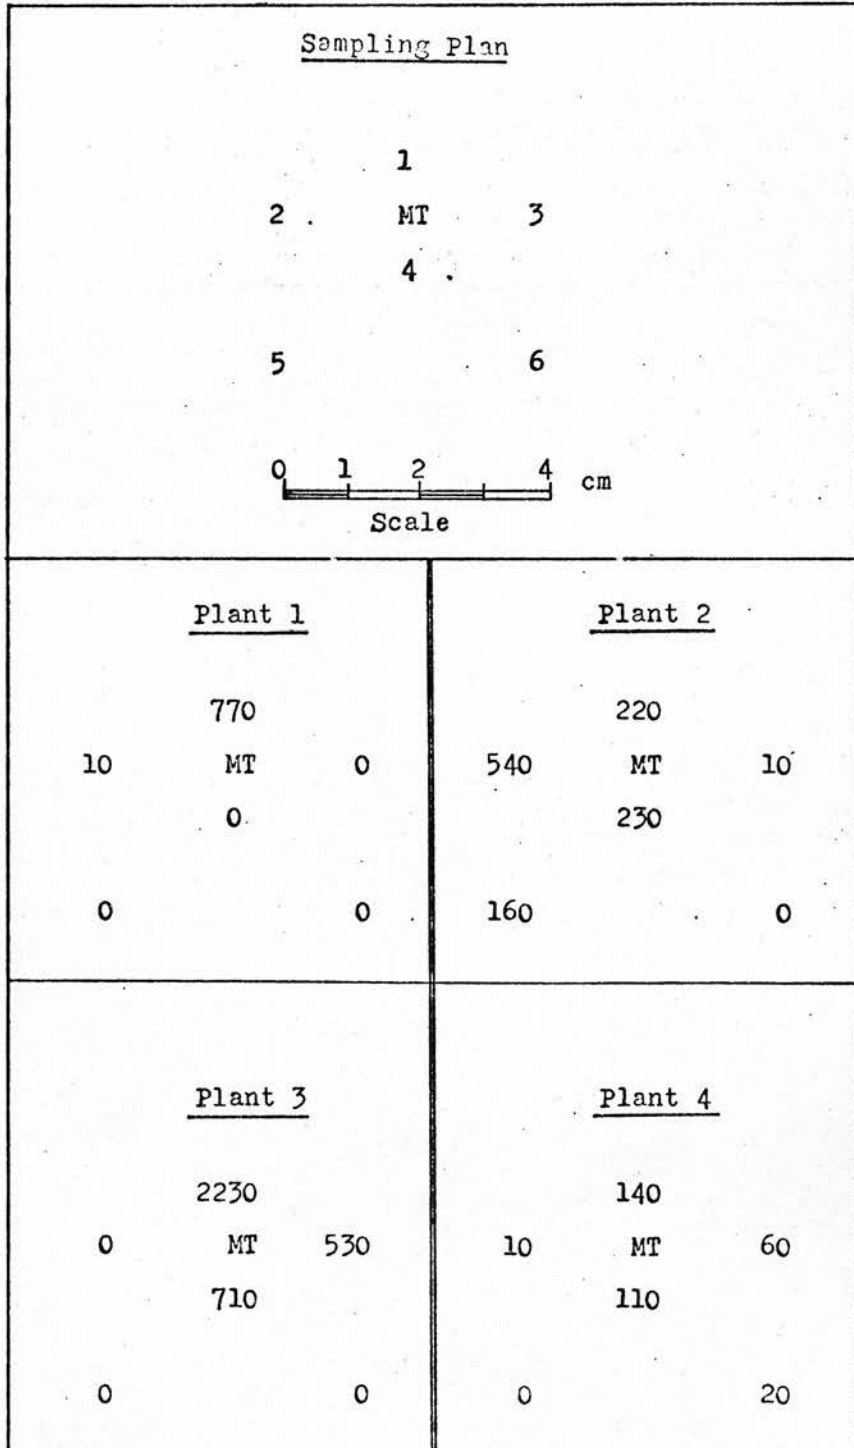 Sampling Plan
1
2 . MT 3
4 .
5 6
0 1 2 4 cm
Scale
Plant 1
770
10 MT 0
0
0 0
Plant 2
220
540 MT 10
230
160 0
Plant 3
2230
0 MT 530
710
0 0
Plant 4
140
10 MT 60
110
0 20